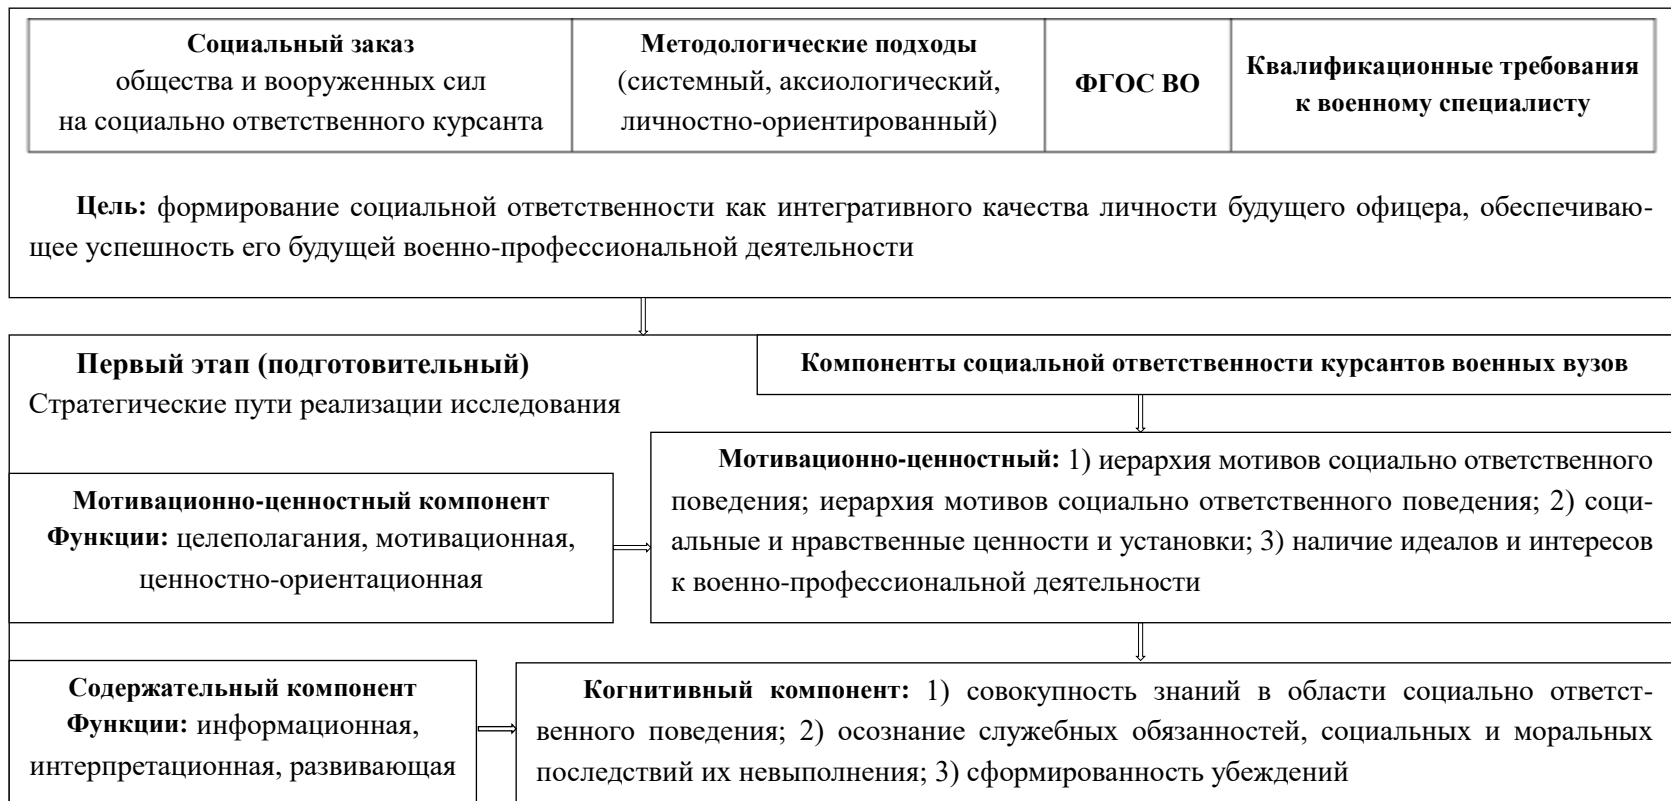 Социальный заказ
общества и вооруженных сил
на социально ответственного курсанта
Методологические подходы
(системный, аксиологический,
личностно-ориентированный)
ФГОС ВО
Квалификационные требования
к военному специалисту
Цель: формирование социальной ответственности как интегративного качества личности будущего офицера, обеспечиваю-
щее успешность его будущей военно-профессиональной деятельности
Первый этап (подготовительный)
Стратегические пути реализации исследования
Компоненты социальной ответственности курсантов военных вузов
Мотивационно-ценностный компонент
Функции: целеполагания, мотивационная,
ценностно-ориентационная
Мотивационно-ценностный: 1) иерархия мотивов социально ответственного
поведения; иерархия мотивов социально ответственного поведения; 2) соци-
альные и нравственные ценности и установки; 3) наличие идеалов и интересов
к военно-профессиональной деятельности
Содержательный компонент
Функции: информационная,
интерпретационная, развивающая
Когнитивный компонент: 1) совокупность знаний в области социально ответст-
венного поведения; 2) осознание служебных обязанностей, социальных и моральных
последствий их невыполнения; 3) сформированность убеждений